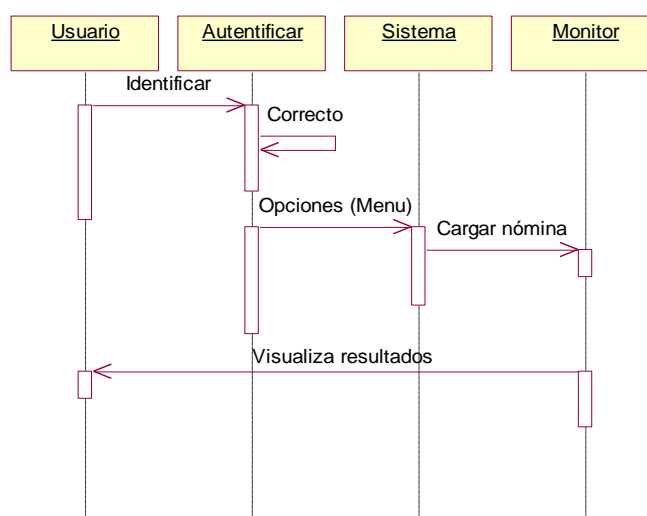 Usuario
Autentificar
Sistema
Monitor
Identificar
Correcto
Opciones (Menu)
Cargar nómina
Visualiza resultados